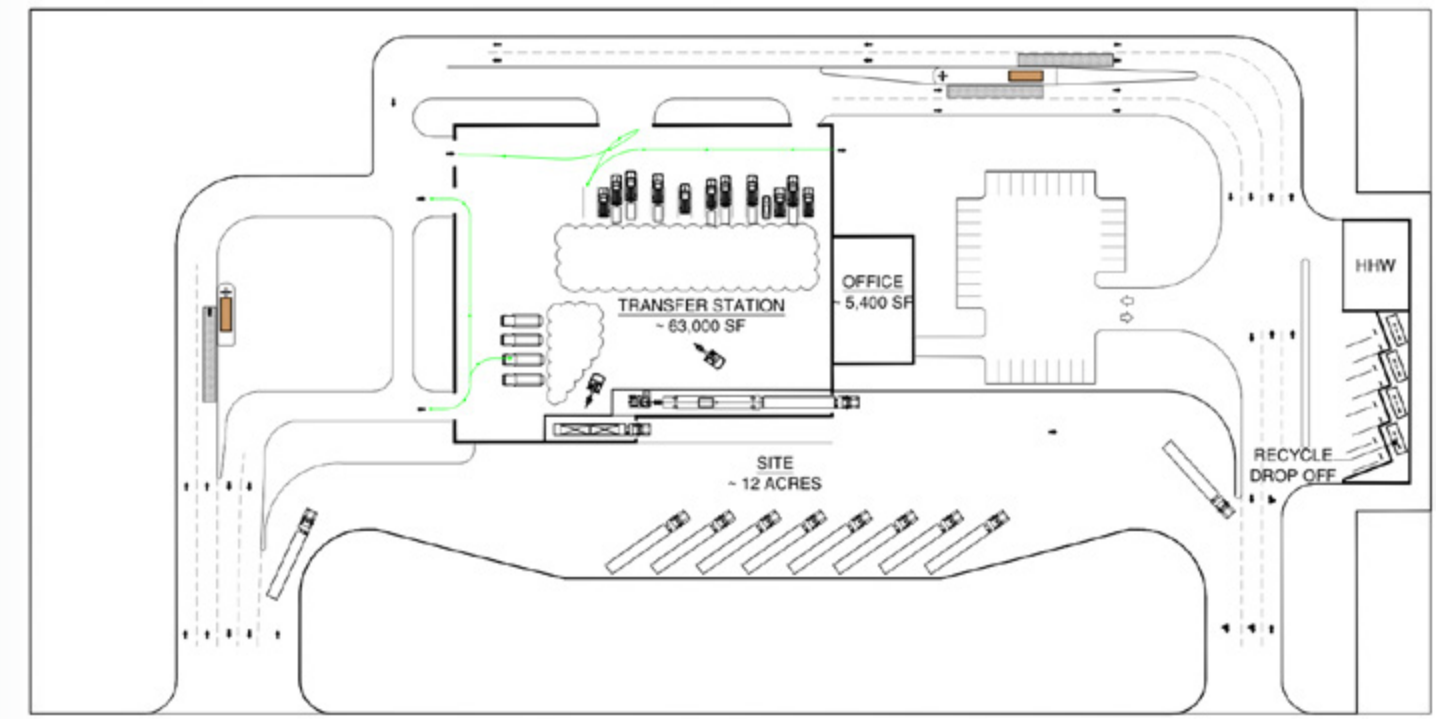 HHW
OFFICE
~ 5,400 SF
TRANSFER STATION
~ 63,000 SF
RECYCLE
DROP OFF
SITE
~ 12 ACRES